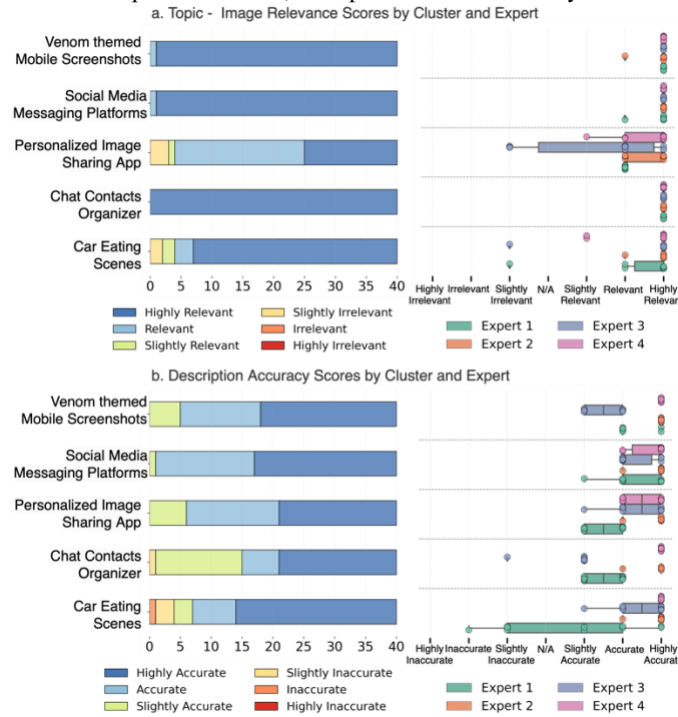 a. Topic - Image Relevance Scores by Cluster and Expert
Venom themed
Mobile Screenshots
Social Media
Messaging Platforms
Personalized Image
Sharing App
Chat Contacts
Organizer
Car Eating
Scenes
0 5 10 15 20 25 30 35 40
Highly Irrelevant
Irrelevant
Slightly Irrelevant
N/A
Slightly Relevant
Relevant
Highly Relevan
Highly Relevant
Relevant
Slightly Relevant
Slightly Irrelevant
Irrelevant
Highly Irrelevant
Expert 1
Expert 2
Expert 3
Expert 4
b. Description Accuracy Scores by Cluster and Expert
Venom themed
Mobile Screenshots
Social Media
Messaging Platforms
Personalized Image
Sharing App
Chat Contacts
Organizer
Car Eating
Scenes
0 5 10 15 20 25 30 35 40
Highly Inaccurate
Inaccurate
Slightly Inaccurate
N/A
Slightly Accurate
Accurate
Highly Accurat
Highly Accurate
Accurate
Slightly Accurate
Slightly Inaccurate
Inaccurate
Highly Inaccurate
Expert 1
Expert 2
Expert 3
Expert 4